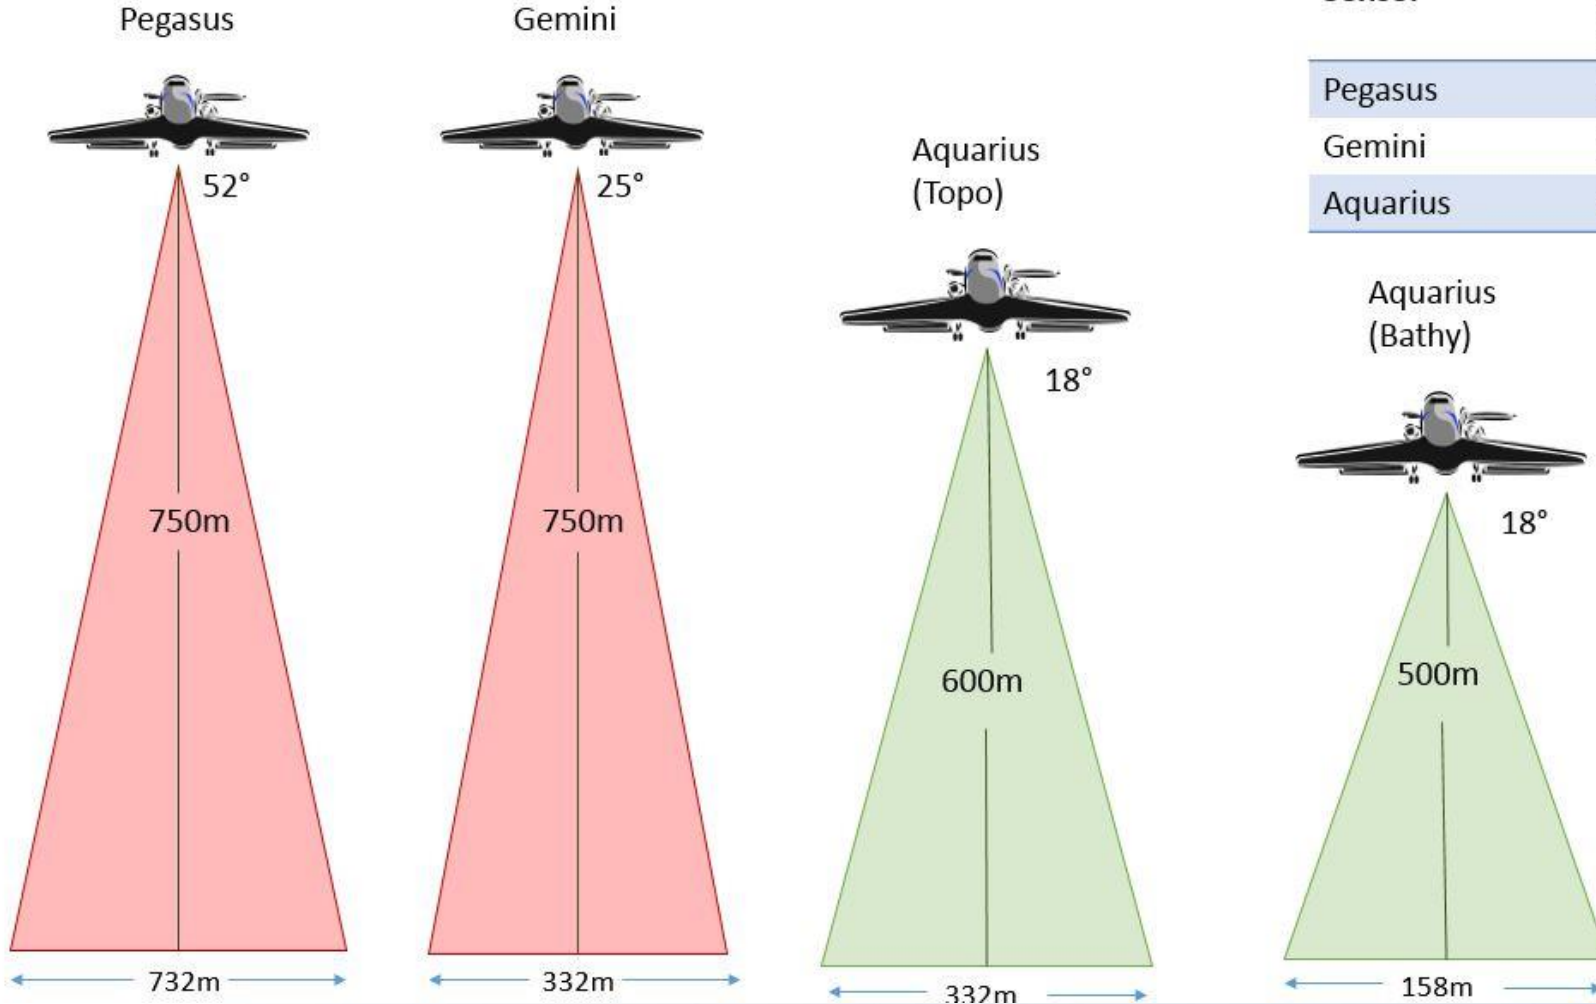 Pegasus
52°
750m
732m
Gemini
25°
750m
332m
Aquarius
(Topo)
18°
600m
332m
Pegasus
Gemini
Aquarius
Aquarius
(Bathy)
18°
500m
158m